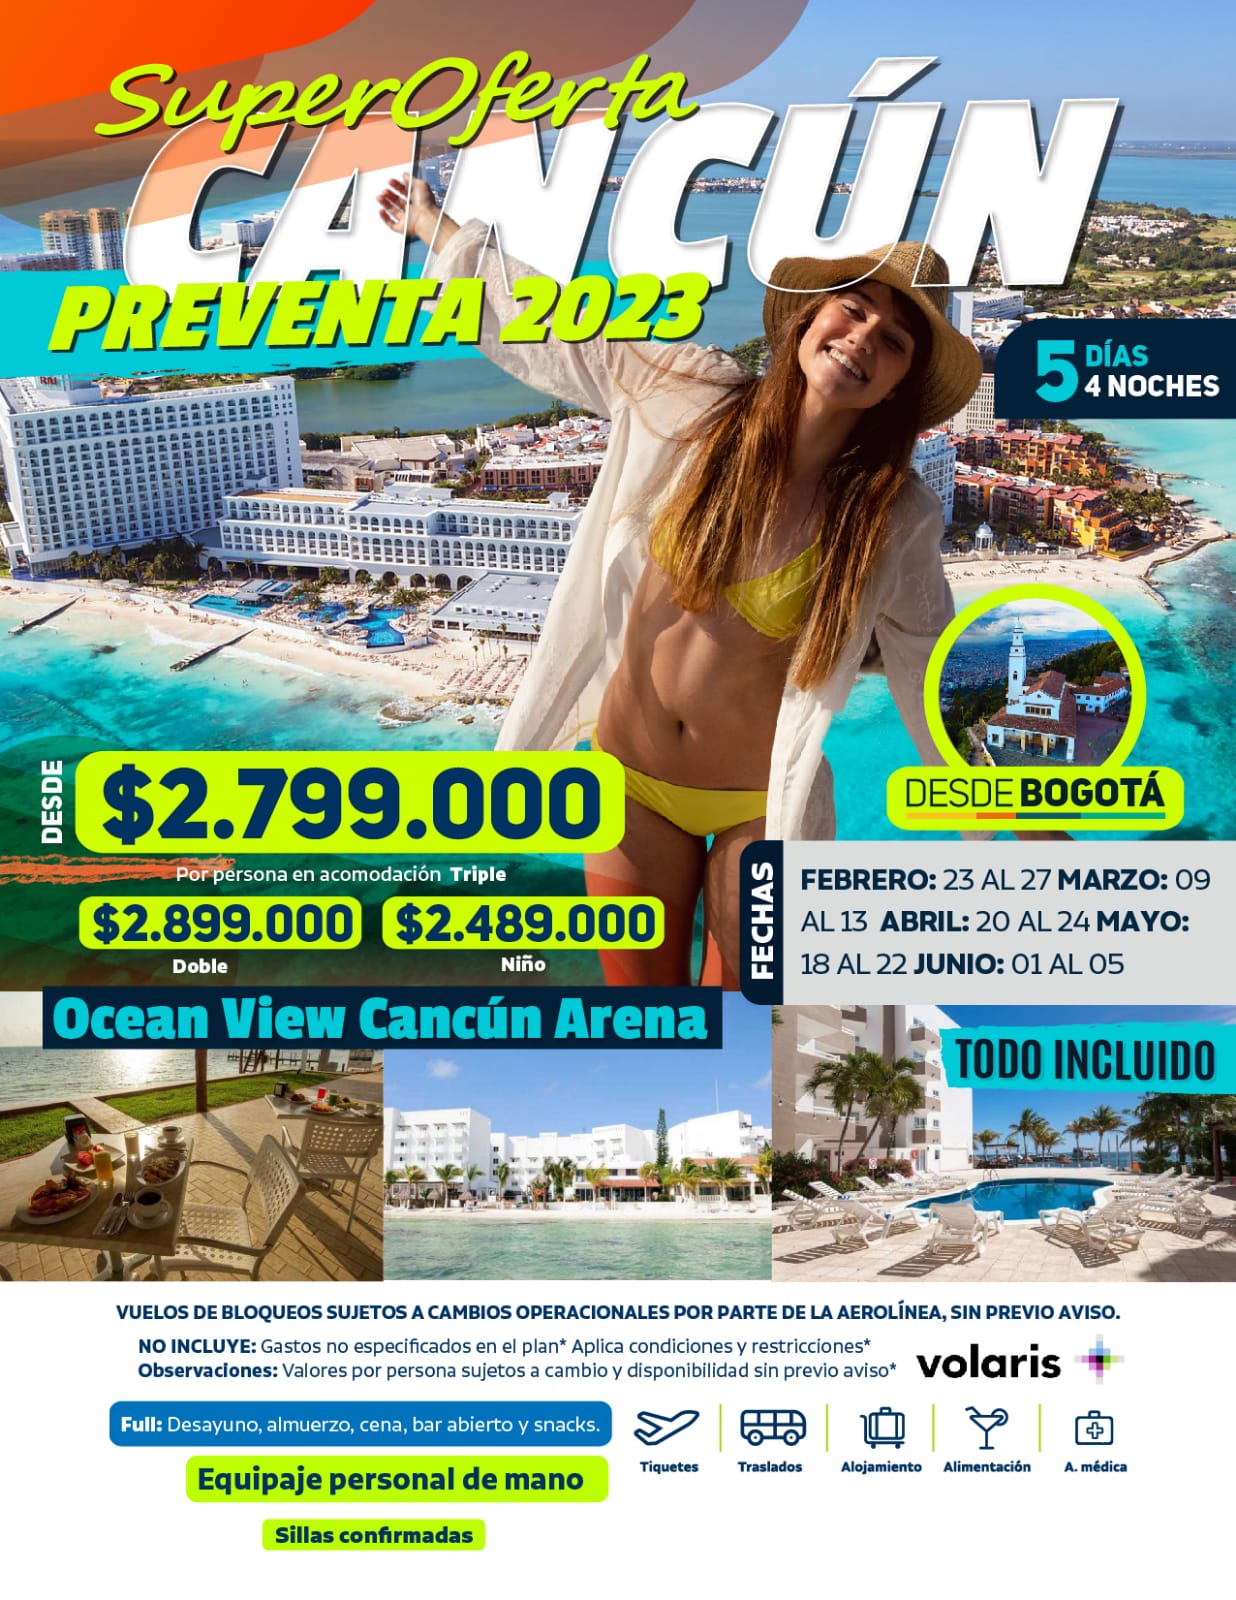 SuperOferta
CANCÚN
PREVENTA 2023
5 DÍAS
4 NOCHES
Riu
DESDE
$2.799.000
Por persona en acomodación Triple
$2.899.000 $2.489.000
Doble Niño
DESDE BOGOTÁ
FECHAS
FEBRERO: 23 AL 27 MARZO: 09
AL 13 ABRIL: 20 AL 24 MAYO:
18 AL 22 JUNIO: 01 AL 05
Ocean View Cancún Arena
TODO INCLUIDO
VUELOS DE BLOQUEOS SUJETOS A CAMBIOS OPERACIONALES POR PARTE DE LA AEROLÍNEA, SIN PREVIO AVISO.
NO INCLUYE: Gastos no especificados en el plan* Aplica condiciones y restricciones*
Observaciones: Valores por persona sujetos a cambio y disponibilidad sin previo aviso*
volaris
Full: Desayuno, almuerzo, cena, bar abierto y snacks.
Equipaje personal de mano
Sillas confirmadas
Tiquetes Traslados Alojamiento Alimentación A. médica